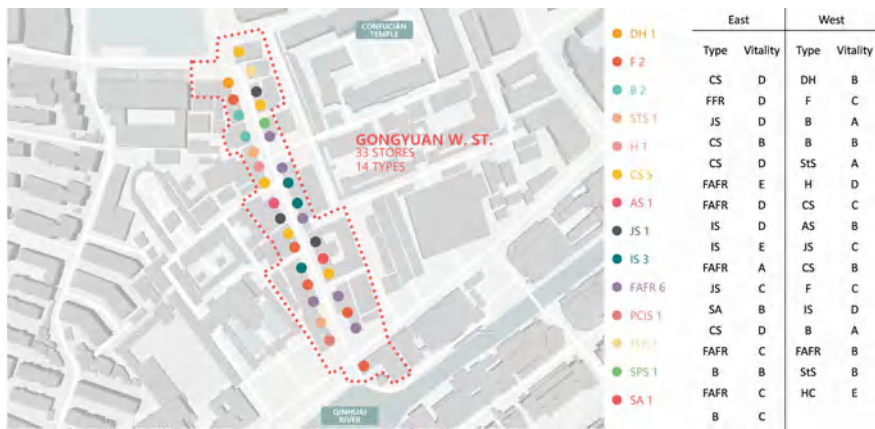 CONFUCIAN
TEMPLE
GONGYUAN W. ST.
33 STORES
14 TYPES
QINHUAI
RIVER
DH 1
F 2
B 2
STS 1
H 1
CS 5
AS 1
JS 1
IS 3
FAFR 6
PCIS 1
SPS 1
SA 1
East West
Type Vitality Type Vitality
CS D DH B
FFR D F C
JS D B A
CS B B B
CS D StS A
FAFR E H D
FAFR D CS C
IS D AS B
IS E JS C
FAFR A CS B
JS C F C
SA B IS D
CS D B A
FAFR C FAFR B
B B StS B
FAFR C HC E
B C